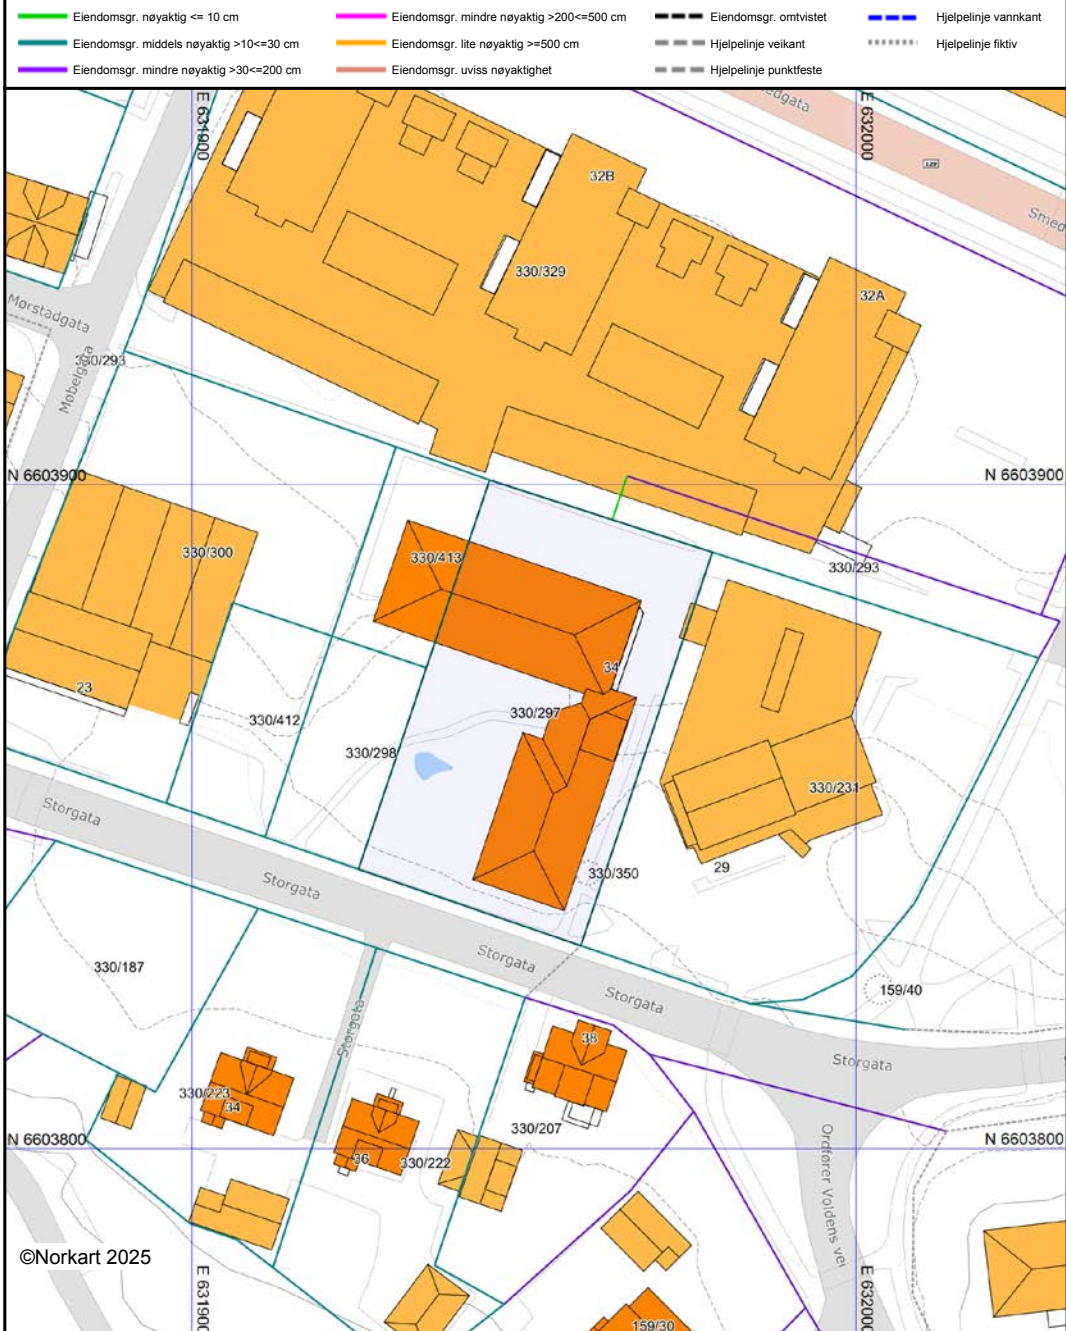 Eiendomsgr. nøyaktig <= 10 cm
Eiendomsgr. mindre nøyaktig >200<=500 cm
Eiendomsgr. omtvistet
Hjelpelinje vannkant
Eiendomsgr. middels nøyaktig >10<=30 cm
Eiendomsgr. lite nøyaktig >=500 cm
Hjelpelinje veikant
Hjelpelinje fiktiv
Eiendomsgr. mindre nøyaktig >30<=200 cm
Eiendomsgr. uviss nøyaktighet
Hjelpelinje punktfeste
E 632000
32B
Smed
330/329
32A
Mørstadgata
330/293
Møbelgata
N 6603900
N 6603900
330/300
330/413
330/293
34
23
330/297
330/412
330/298
330/231
Storgata
29
330/350
Storgata
330/187
Storgata
159/40
Storgata
Storgata
38
Storgata
330/223
34
330/207
N 6603800
N 6603800
36
330/222
Ordfører Voldens vei
©Norkart 2025
E 631900
E 632000
159/30